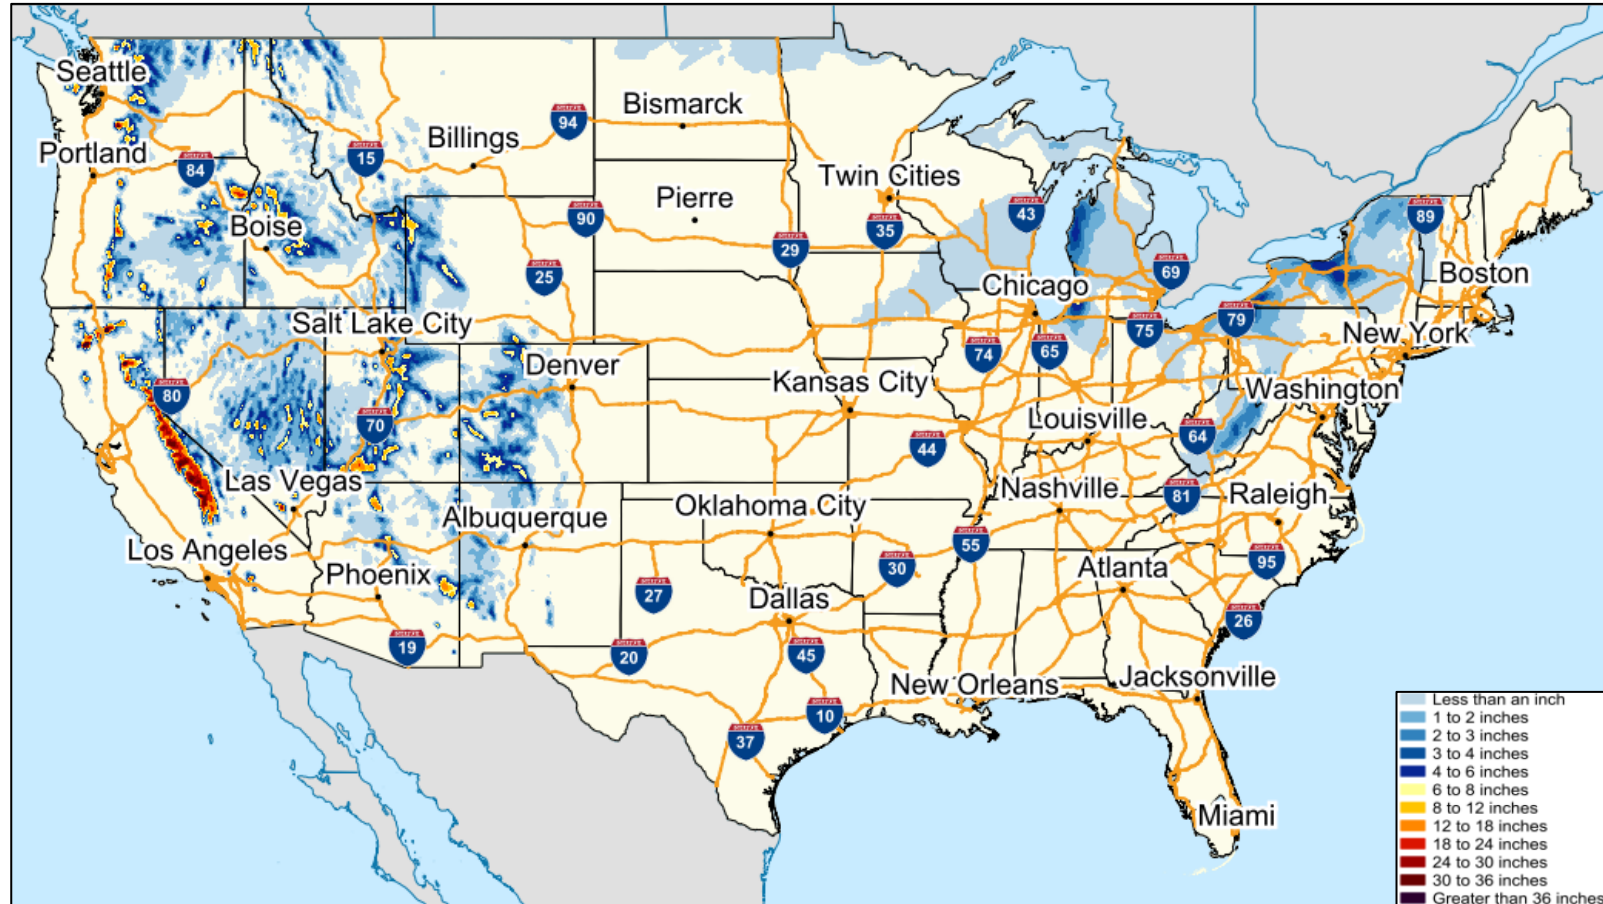 Seattle
Portland
84
Boise
15
Billings
94
Bismarck
90
Pierre
25
29
Twin Cities
35
43
Chicago
69
89
Boston
79
75
New York
74
65
Salt Lake City
Denver
80
70
Kansas City
Louisville
Washington
64
44
Las Vegas
Albuquerque
Oklahoma City
Nashville
81
Raleigh
Los Angeles
Phoenix
55
30
27
Dallas
Atlanta
95
26
19
20
45
10
37
New Orleans
Jacksonville
Miami
Less than an inch
1 to 2 inches
2 to 3 inches
3 to 4 inches
4 to 6 inches
6 to 8 inches
8 to 12 inches
12 to 18 inches
18 to 24 inches
24 to 30 inches
30 to 36 inches
Greater than 36 inches